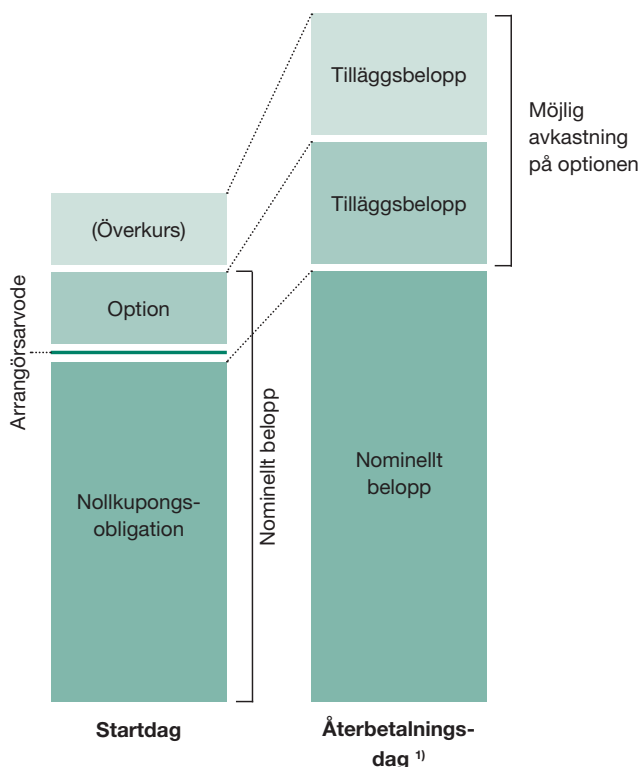 Tilläggsbelopp
Tilläggsbelopp
Möjlig
avkastning
på optionen
(Överkurs)
Option
Arrangörsarvode
Nollkupongs-
obligation
Nominellt belopp
Nominellt
belopp
Startdag
Återbetalnings-
dag 1)